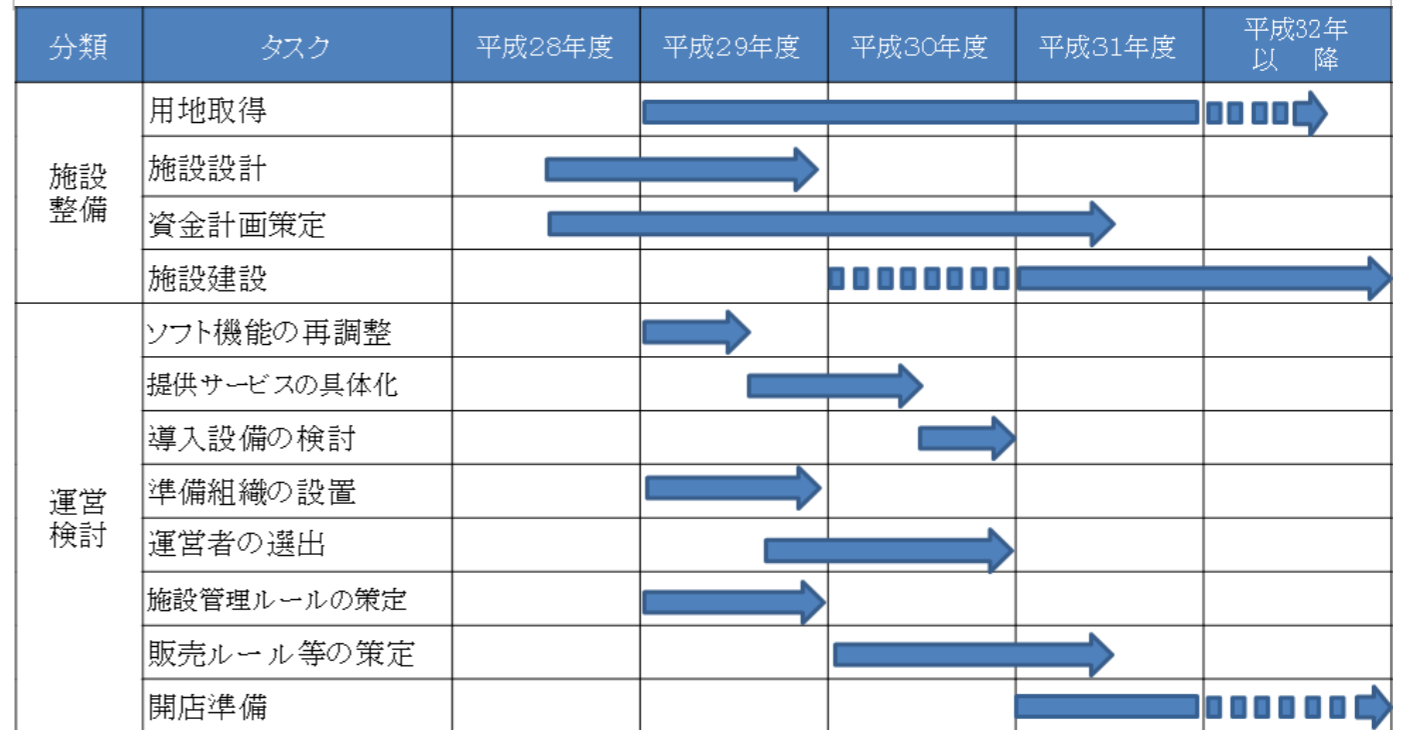 分類 タスク 平成28年度 平成29年度 平成30年度 平成31年度 平成32年
以 降
施設
整備
用地取得
施設設計
資金計画策定
施設建設
運営
検討
ソフト機能の再調整
提供サービスの具体化
導入設備の検討
準備組織の設置
運営者の選出
施設管理ルールの策定
販売ルール等の策定
開店準備